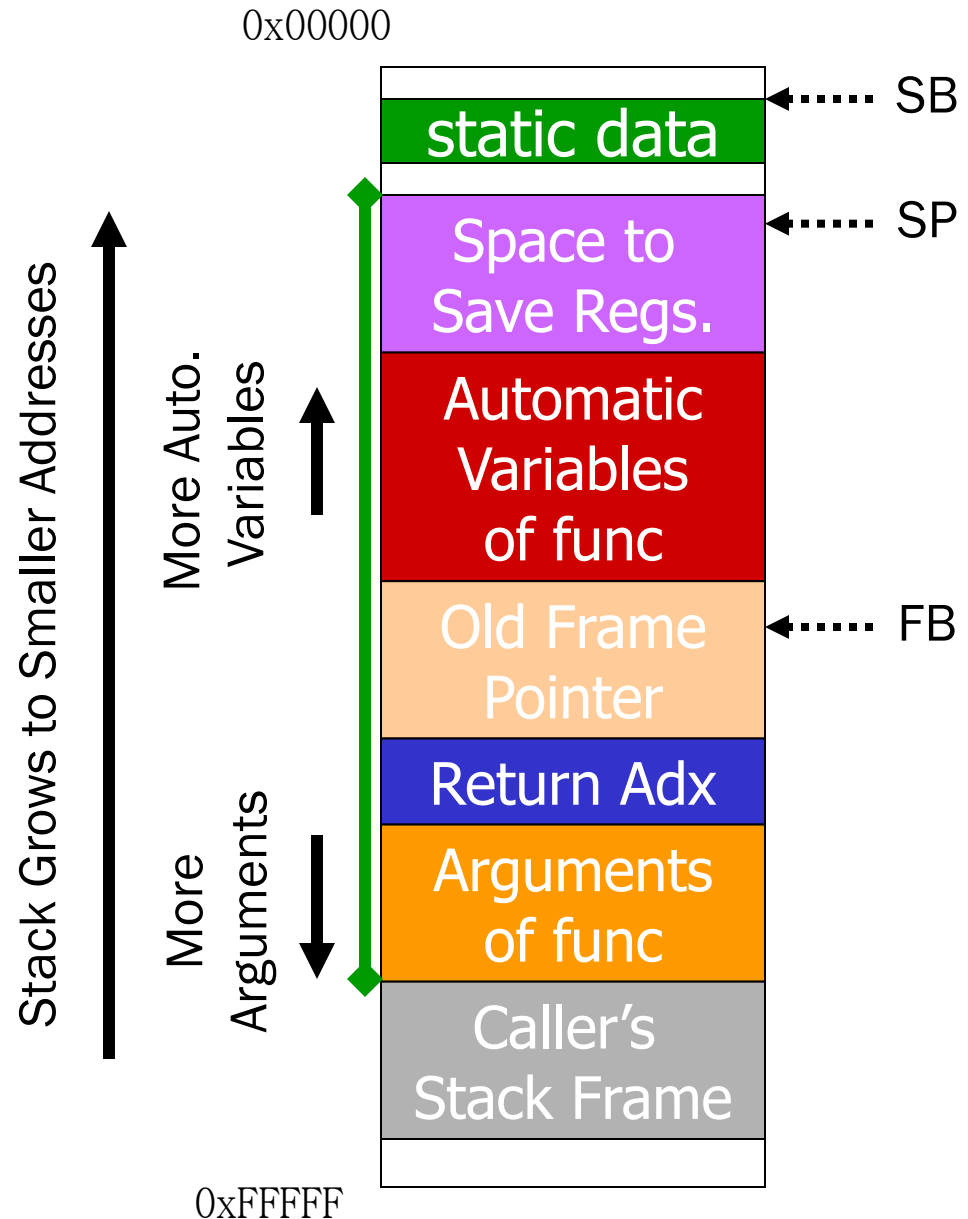 0x00000
SB
static data
SP
Space to
Save Regs.
Stack Grows to Smaller Addresses
More Auto.
Variables
Automatic
Variables
of func
Old Frame
Pointer
FB
Return Adx
More
Arguments
Arguments
of func
Caller's
Stack Frame
0xFFFFF